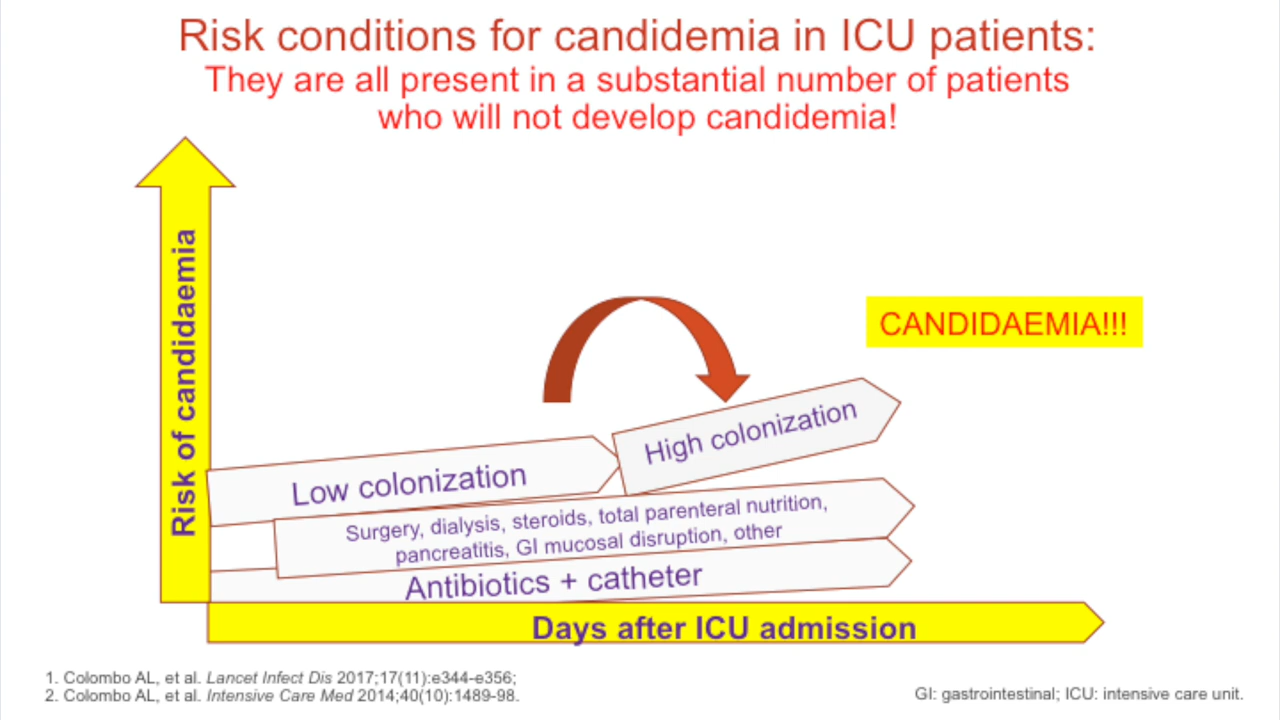 Risk conditions for candidemia in ICU patients:
They are all present in a substantial number of patients
who will not develop candidemia!
Risk of candidaemia
CANDIDAEMIA!!!
High colonization
Low colonization
Surgery, dialysis, steroids, total parenteral nutrition,
pancreatitis, GI mucosal disruption, other
Antibiotics + catheter
Days after ICU admission
1. Colombo AL, et al. Lancet Infect Dis 2017;17(11):e344-e356;
2. Colombo AL, et al. Intensive Care Med 2014;40(10):1489-98.
GI: gastrointestinal; ICU: intensive care unit.